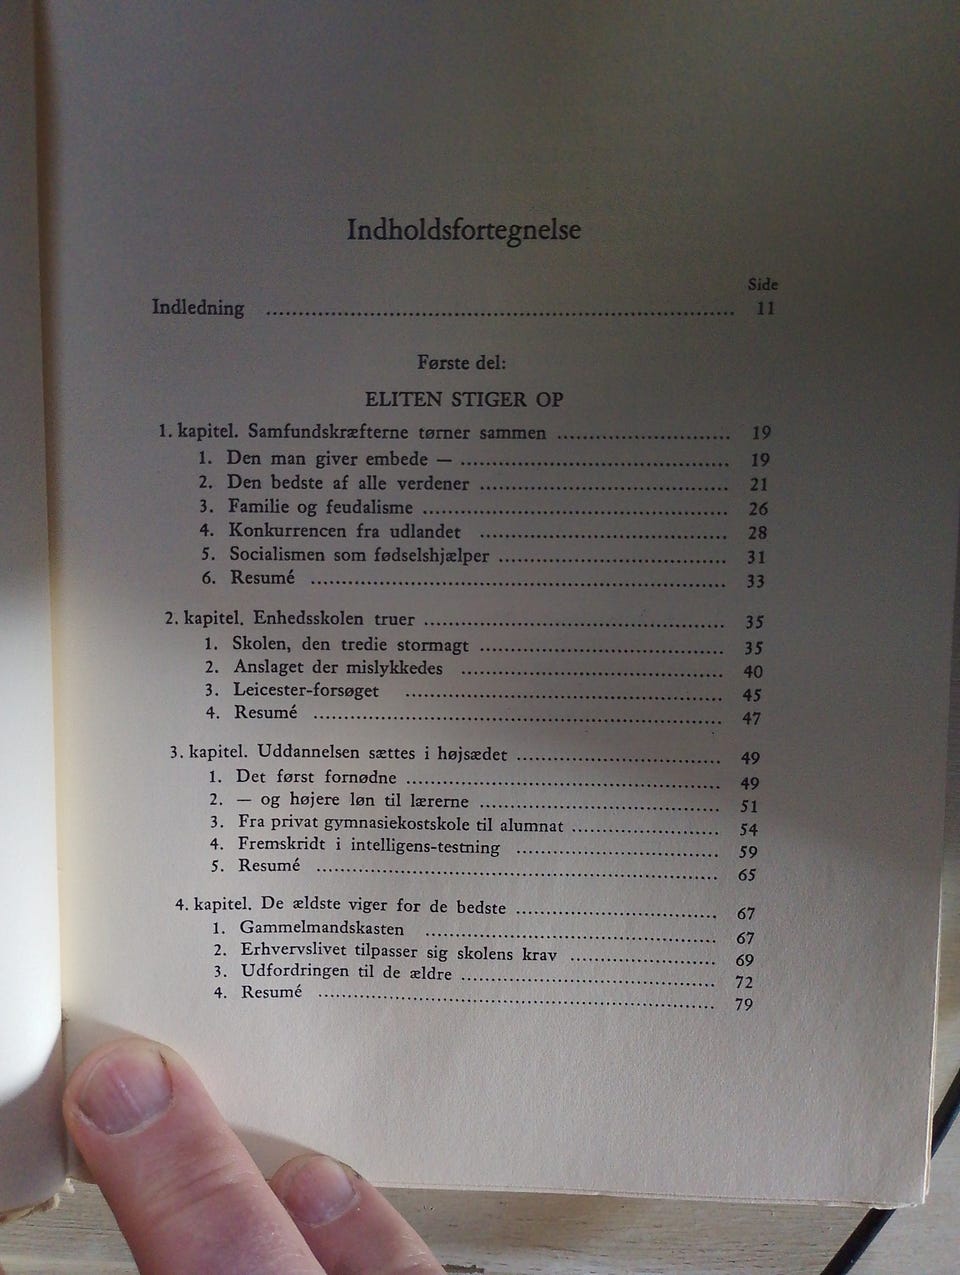 Indholdsfortegnelse
Side
Indledning ........................................................................ 11
Første del:
ELITEN STIGER OP
1. kapitel. Samfundskræfterne tørner sammen ........................... 19
1. Den man giver embede — ......................................... 19
2. Den bedste af alle verdener ...................................... 21
3. Familie og feudalisme ............................................... 26
4. Konkurrencen fra udlandet ...................................... 28
5. Socialismen som fødselshjælper ................................... 31
6. Resumé ................................................................ 33
2. kapitel. Enhedsskolen truer .............................................. 35
1. Skolen, den tredie stormagt ...................................... 35
2. Anslaget der mislykkedes ........................................ 40
3. Leicester-forsøget ................................................. 45
4. Resumé ............................................................... 47
3. kapitel. Uddannelsen sættes i højsædet ................................ 49
1. Det først fornødne ................................................. 49
2. — og højere løn til lærerne ...................................... 51
3. Fra privat gymnasiekostskole til alumnat ....................... 54
4. Fremskridt i intelligens-testning ................................ 59
5. Resumé ............................................................... 65
4. kapitel. De ældste viger for de bedste ................................ 67
1. Gammelmandskasten ............................................. 67
2. Erhvervslivet tilpasser sig skolens krav ....................... 69
3. Udfordringen til de ældre ........................................ 72
4. Resumé ............................................................... 79